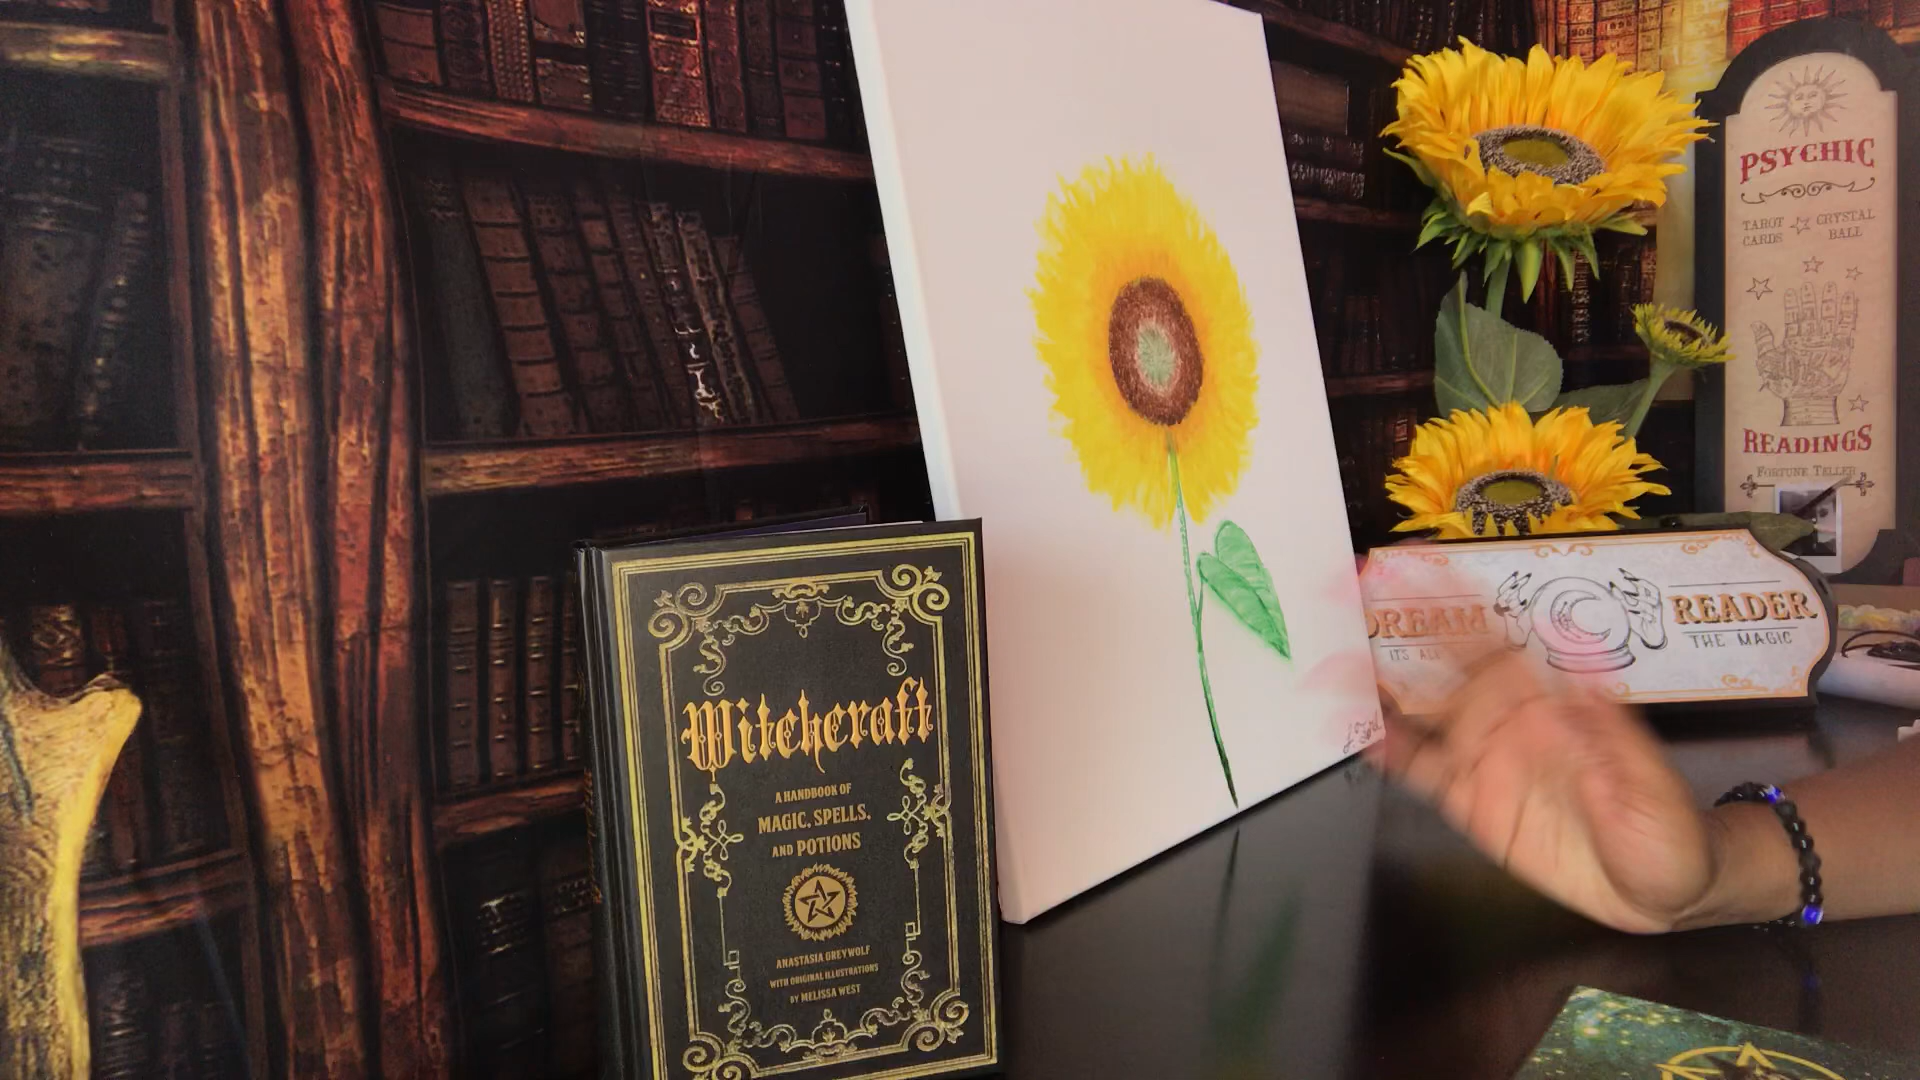 Witchcraft
A HANDBOOK OF
MAGIC, SPELLS,
AND POTIONS
ANASTASIA GREYWOLF
WITH ORIGINAL ILLUSTRATIONS
BY MELISSA WEST
PSYCHIC
TAROT CARDS
CRYSTAL BALL
READINGS
FORTUNE TELLER
DREAM READER
THE MAGIC